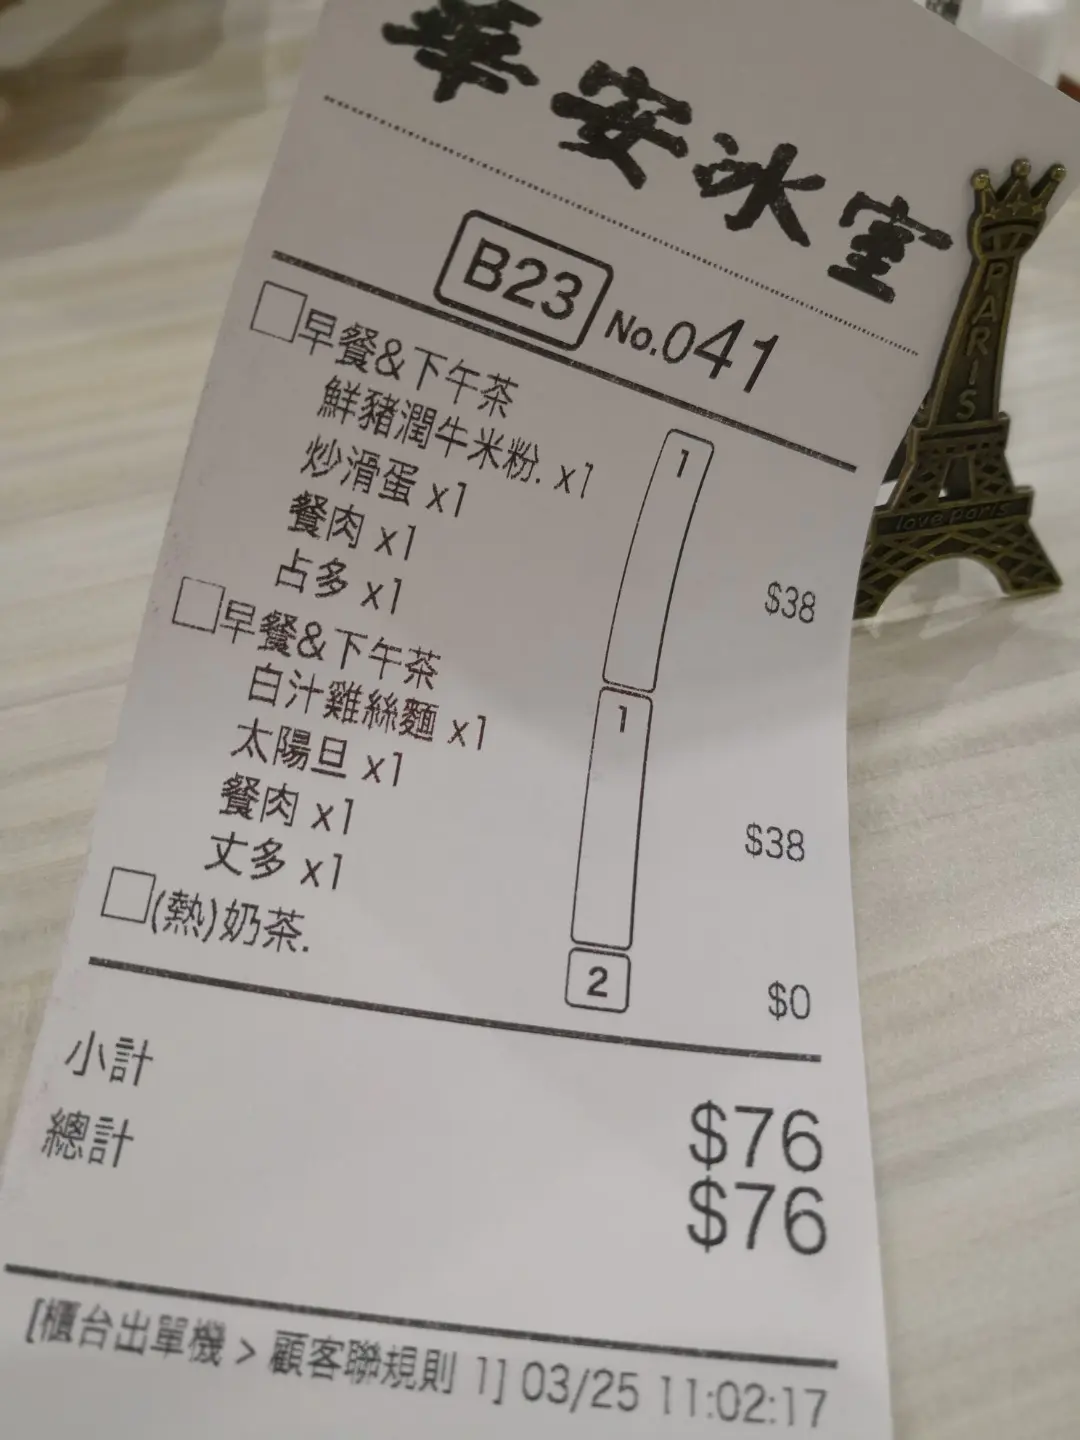 華安冰室
B23 No.041
早餐&下午茶 1 $38
鮮豬潤牛米粉. x1
炒滑蛋 x1
餐肉 x1
占多 x1
早餐&下午茶 1 $38
白汁雞絲麵 x1
太陽旦 x1
餐肉 x1
丈多 x1
(熱)奶茶. 2 $0
小計 $76
總計 $76
[櫃台出單機 > 顧客聯規則 1] 03/25 11:02:17
PARIS
love paris